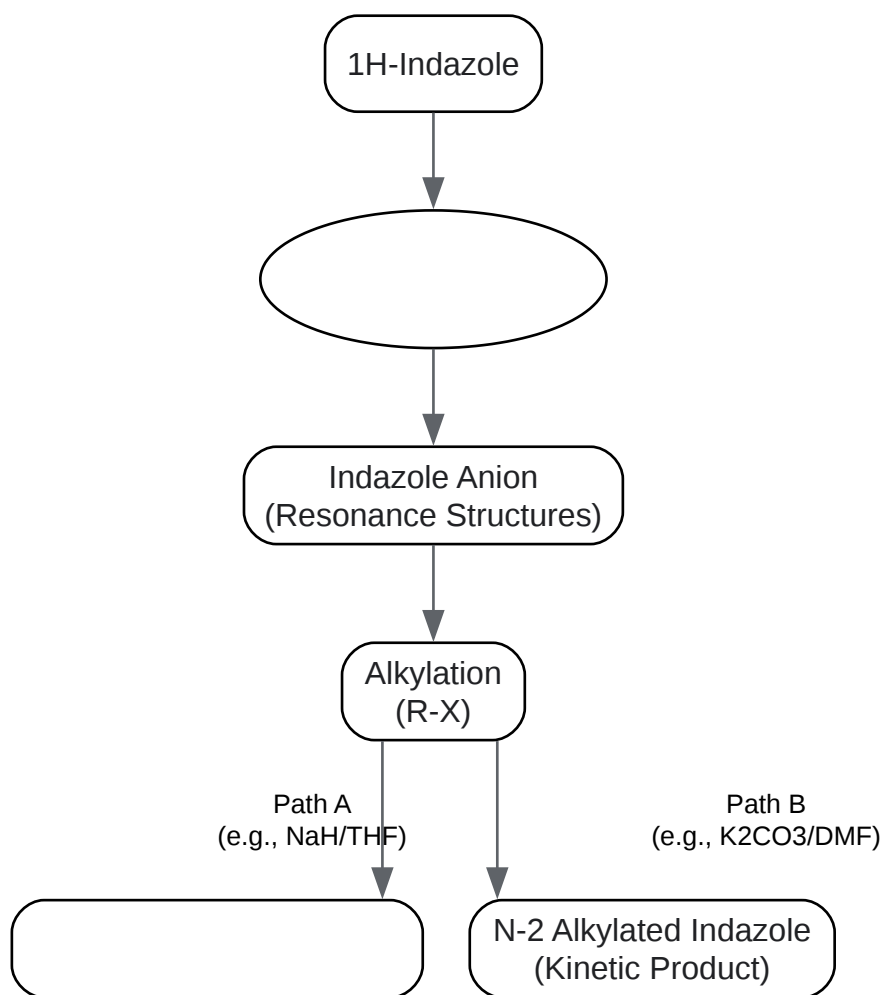 1H-Indazole
Indazole Anion
(Resonance Structures)
Alkylation
(R-X)
Path A
(e.g., NaH/THF)
Path B
(e.g., K2CO3/DMF)
N-2 Alkylated Indazole
(Kinetic Product)